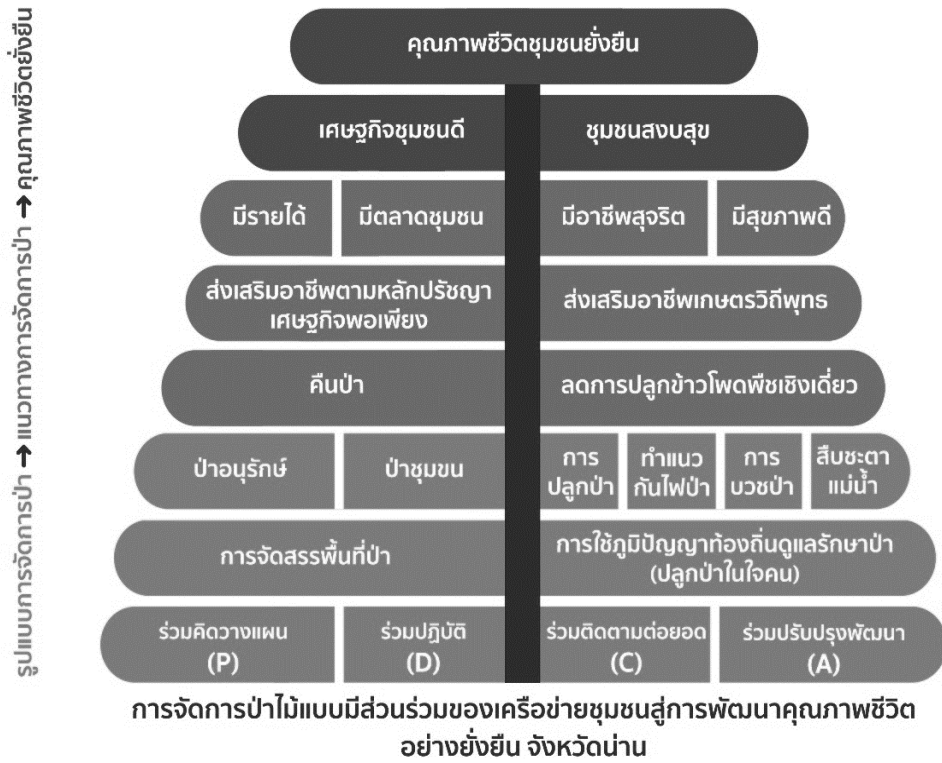 คุณภาพชีวิตชุมชนยั่งยืน
เศรษฐกิจชุมชนดี
ชุมชนสงบสุข
มีรายได้
มีตลาดชุมชน
มีอาชีพสุจริต
มีสุขภาพดี
ส่งเสริมอาชีพตามหลักปรัชญา
เศรษฐกิจพอเพียง
ส่งเสริมอาชีพเกษตรวิถีพุทธ
คืนป่า
ลดการปลูกข้าวโพดพืชเชิงเดี่ยว
ป่าอนุรักษ์
ป่าชุมขน
การ
ปลูกป่า
ทำแนว
กันไฟป่า
การ
บวชป่า
สืบชะตา
แม่น้ำ
การจัดสรรพื้นที่ป่า
การใช้ภูมิปัญญาท้องถิ่นดูแลรักษาป่า
(ปลูกป่าในใจคน)
ร่วมคิดวางแผน
(P)
ร่วมปฏิบัติ
(D)
ร่วมติดตามต่อยอด
(C)
ร่วมปรับปรุงพัฒนา
(A)
รูปแบบการจัดการป่า → แนวทางการจัดการป่า → คุณภาพชีวิตยั่งยืน
การจัดการป่าไม้แบบมีส่วนร่วมของเครือข่ายชุมชนสู่การพัฒนาคุณภาพชีวิต
อย่างยั่งยืน จังหวัดน่าน